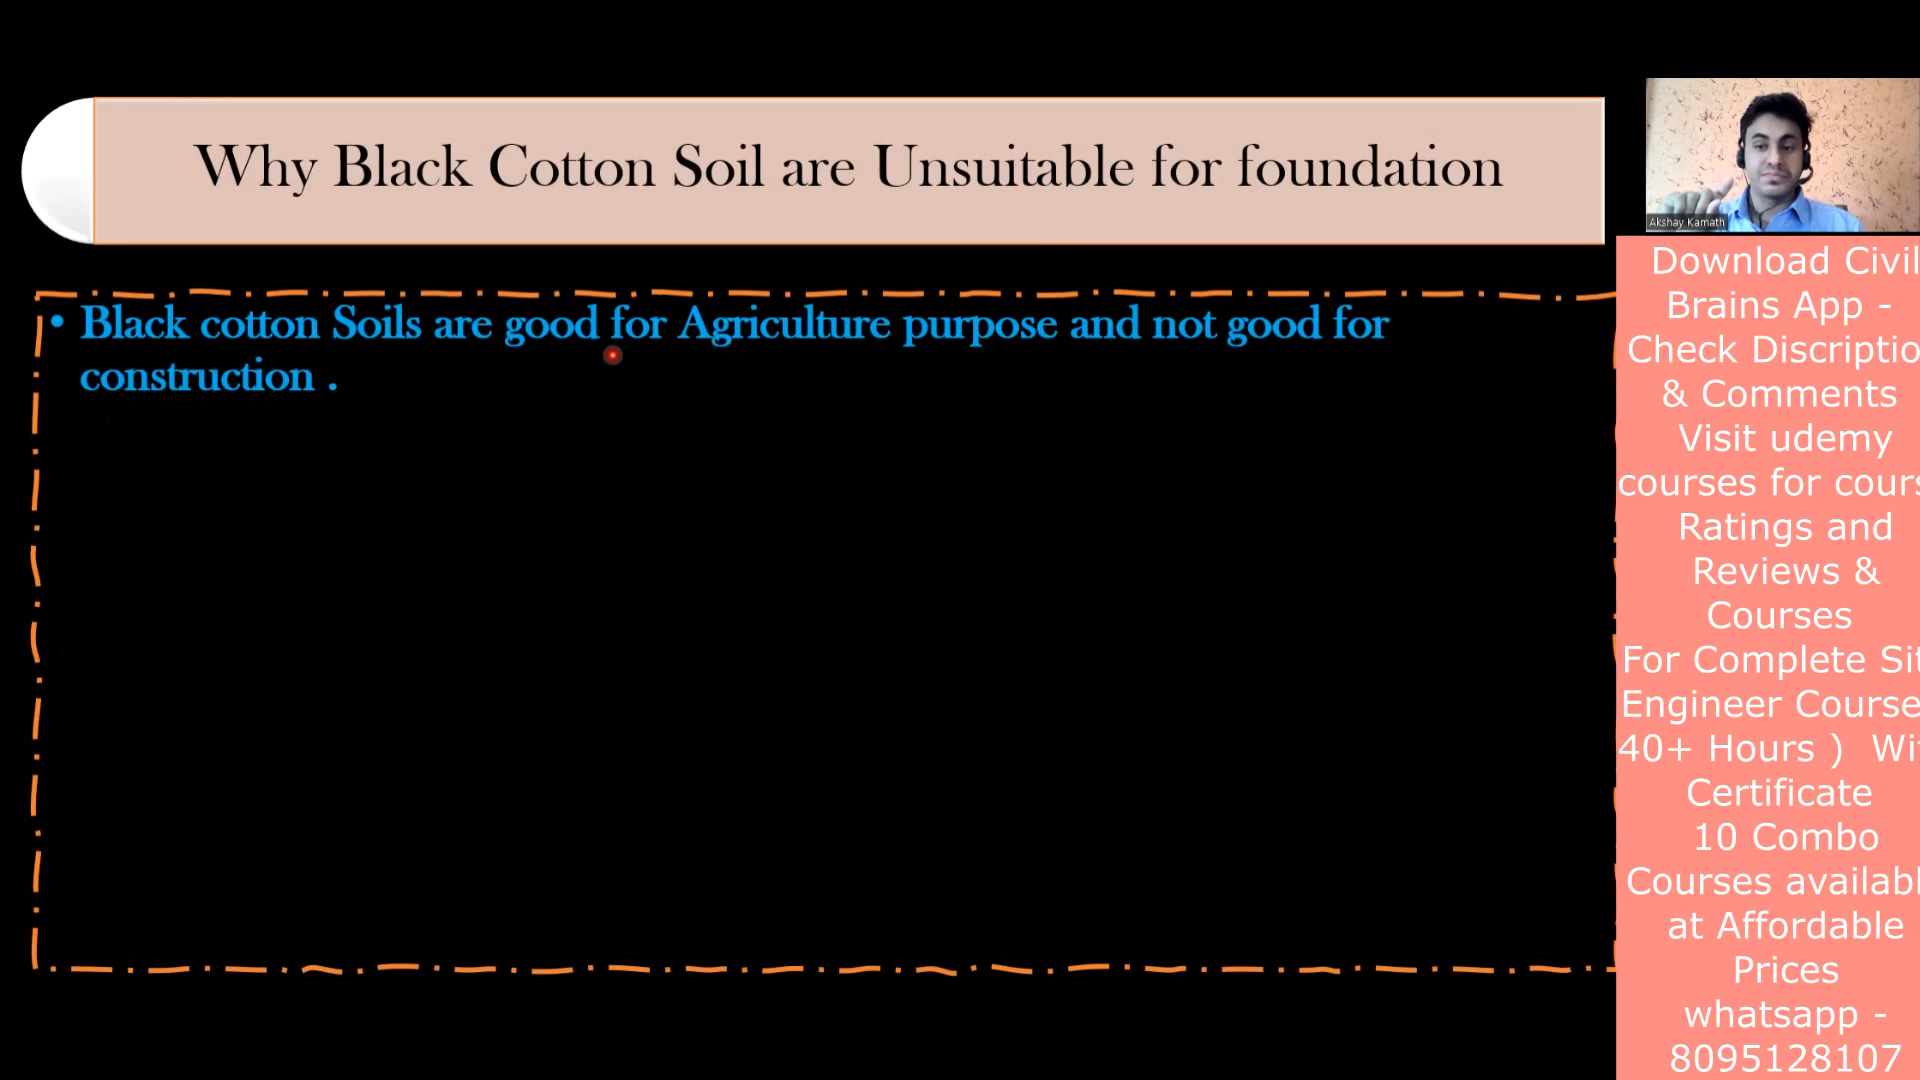 Why Black Cotton Soil are Unsuitable for foundation
• Black cotton Soils are good for Agriculture purpose and not good for
construction .
Akshay Kamath
Download Civil
Brains App -
Check Discriptio
& Comments
Visit udemy
courses for cours
Ratings and
Reviews &
Courses
For Complete Sit
Engineer Course
40+ Hours ) Wit
Certificate
10 Combo
Courses availabl
at Affordable
Prices
whatsapp -
8095128107